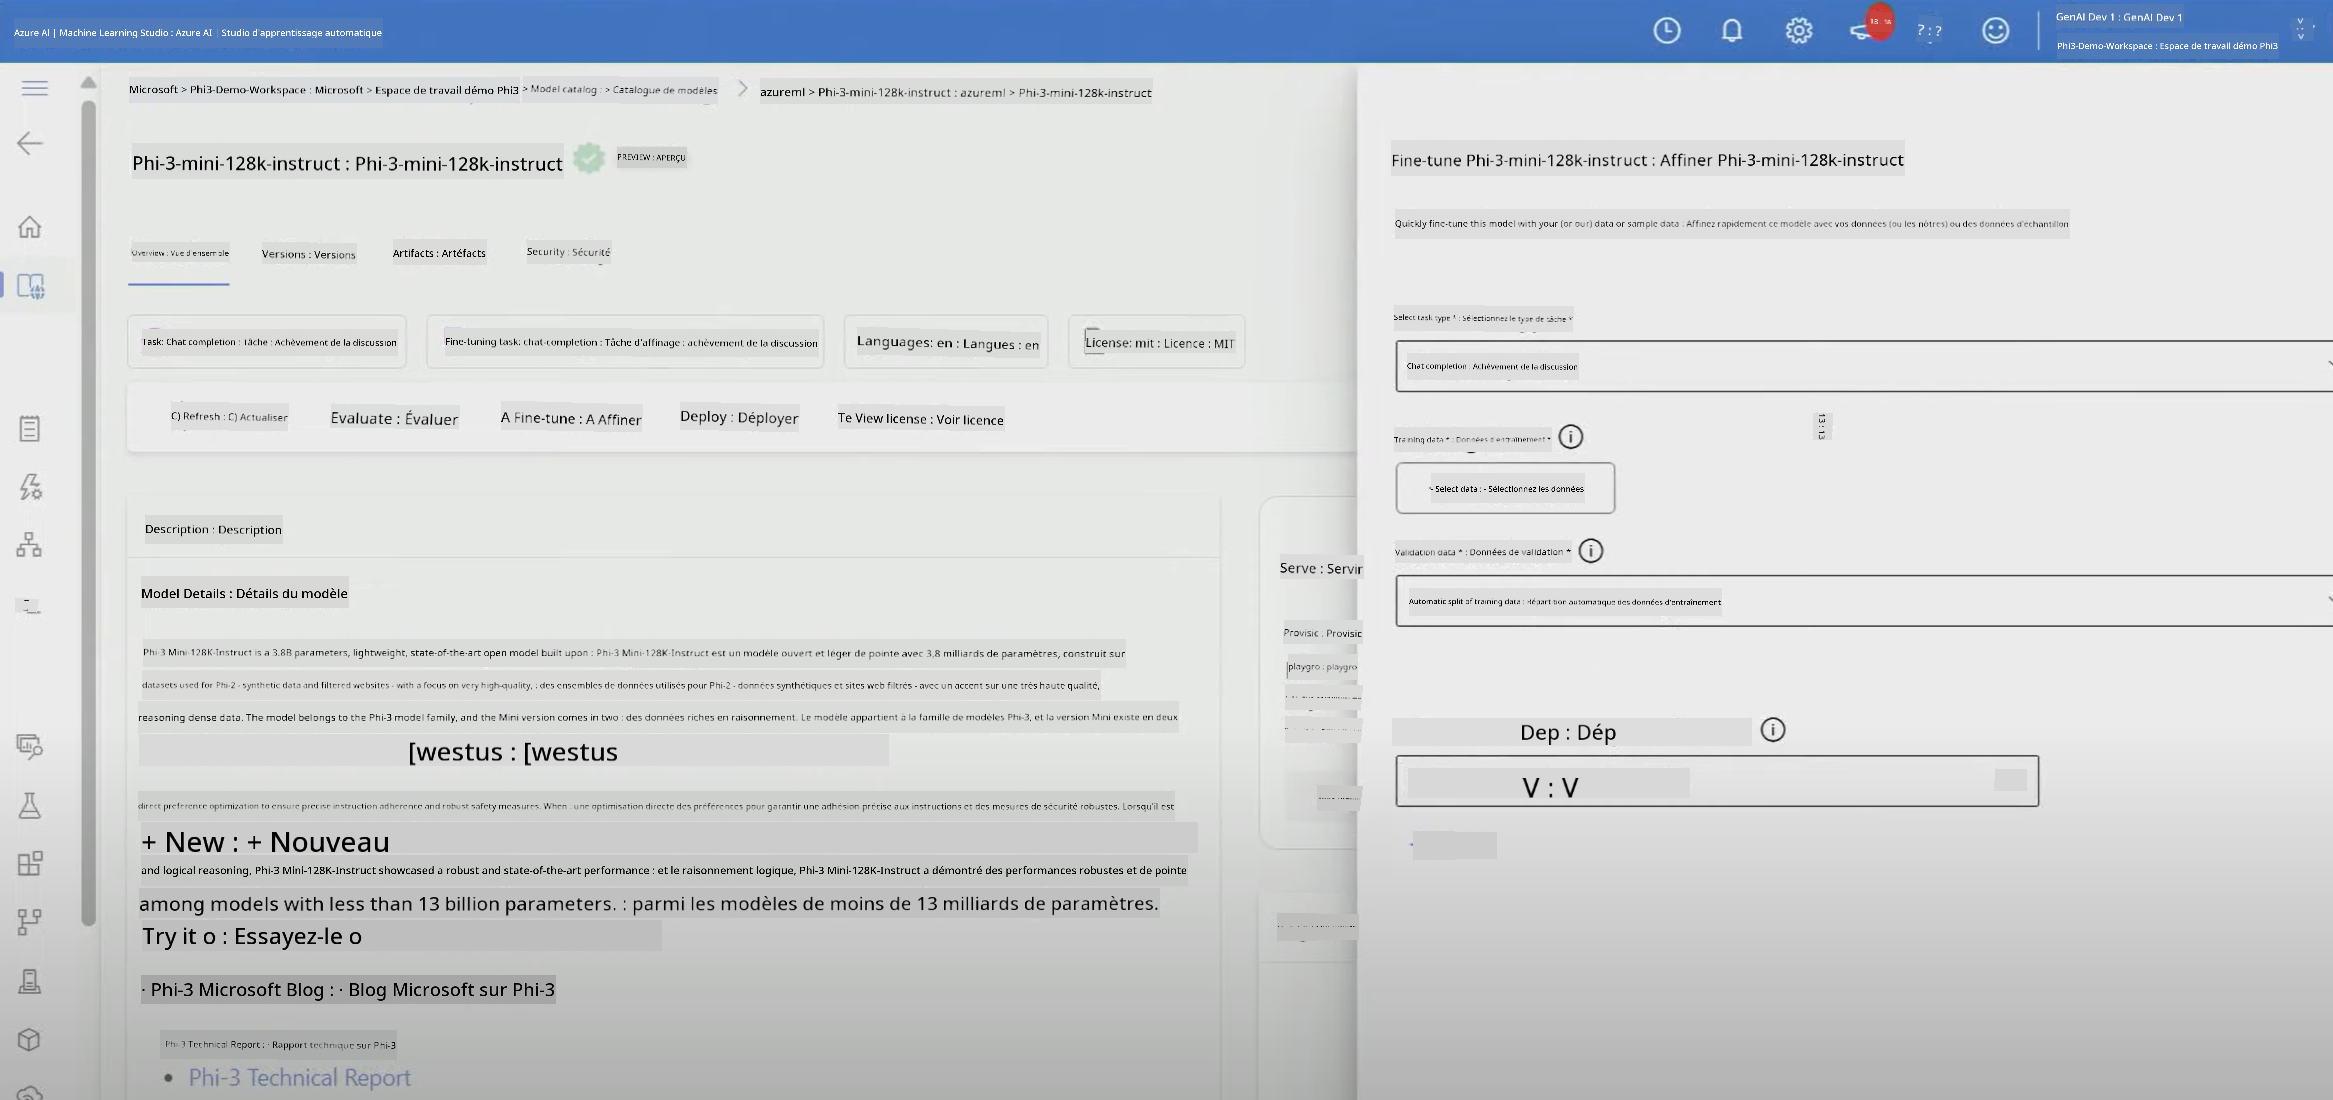 Azure AI | Machine Learning Studio : Azure AI | Studio d'apprentissage automatique
? : ?
GenAI Dev 1 : GenAI Dev 1
Phi3-Demo-Workspace : Espace de travail démo Phi3
Microsoft > Phi3-Demo-Workspace : Microsoft > Espace de travail démo Phi3 > Model catalog : > Catalogue de modèles azureml > Phi-3-mini-128k-instruct : azureml > Phi-3-mini-128k-instruct
Phi-3-mini-128k-instruct : Phi-3-mini-128k-instruct PREVIEW : APERÇU
Overview : Vue d'ensemble Versions : Versions Artifacts : Artéfacts Security : Sécurité
Task: Chat completion : Tâche : Achèvement de la discussion Fine-tuning task: chat-completion : Tâche d'affinage : achèvement de la discussion Languages: en : Langues : en License: mit : Licence : MIT
C) Refresh : C) Actualiser Evaluate : Évaluer A Fine-tune : A Affiner Deploy : Déployer Te View license : Voir licence
Description : Description
Model Details : Détails du modèle
Phi-3 Mini-128K-Instruct is a 3.8B parameters, lightweight, state-of-the-art open model built upon : Phi-3 Mini-128K-Instruct est un modèle ouvert et léger de pointe avec 3,8 milliards de paramètres, construit sur
datasets used for Phi-2 - synthetic data and filtered websites - with a focus on very high-quality, : des ensembles de données utilisés pour Phi-2 - données synthétiques et sites web filtrés - avec un accent sur une très haute qualité,
reasoning dense data. The model belongs to the Phi-3 model family, and the Mini version comes in two : des données riches en raisonnement. Le modèle appartient à la famille de modèles Phi-3, et la version Mini existe en deux
[westus : [westus
direct preference optimization to ensure precise instruction adherence and robust safety measures. When : une optimisation directe des préférences pour garantir une adhésion précise aux instructions et des mesures de sécurité robustes. Lorsqu'il est
+ New : + Nouveau
and logical reasoning, Phi-3 Mini-128K-Instruct showcased a robust and state-of-the-art performance : et le raisonnement logique, Phi-3 Mini-128K-Instruct a démontré des performances robustes et de pointe
among models with less than 13 billion parameters. : parmi les modèles de moins de 13 milliards de paramètres.
Try it o : Essayez-le o
· Phi-3 Microsoft Blog : · Blog Microsoft sur Phi-3
Phi-3 Technical Report : · Rapport technique sur Phi-3
• Phi-3 Technical Report
Serve : Servir
Provisic : Provisic
playgro : playgro
Fine-tune Phi-3-mini-128k-instruct : Affiner Phi-3-mini-128k-instruct
Quickly fine-tune this model with your (or our) data or sample data : Affinez rapidement ce modèle avec vos données (ou les nôtres) ou des données d'échantillon
Select task type * : Sélectionnez le type de tâche *
Chat completion : Achèvement de la discussion
13 : 13
Training data * : Données d'entraînement *
- Select data : - Sélectionnez les données
Validation data * : Données de validation *
Automatic split of training data : Répartition automatique des données d'entraînement
Dep : Dép
V : V